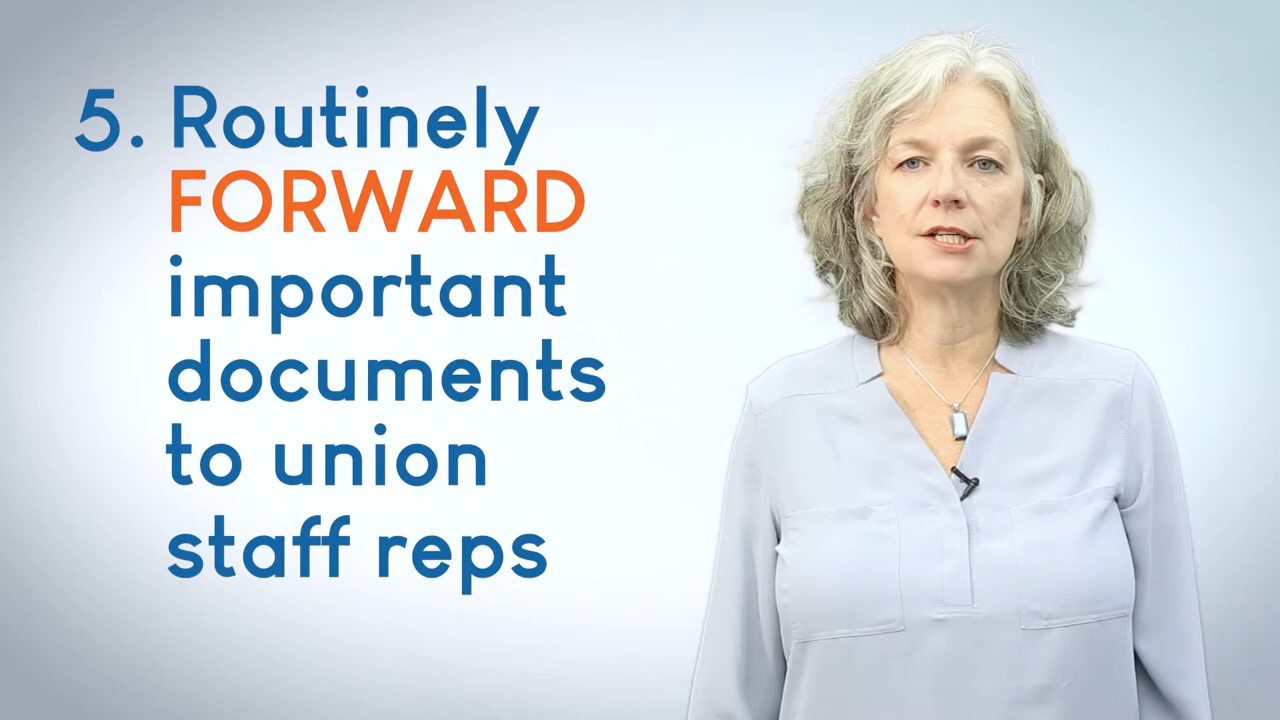 5. Routinely
FORWARD
important
documents
to union
staff reps